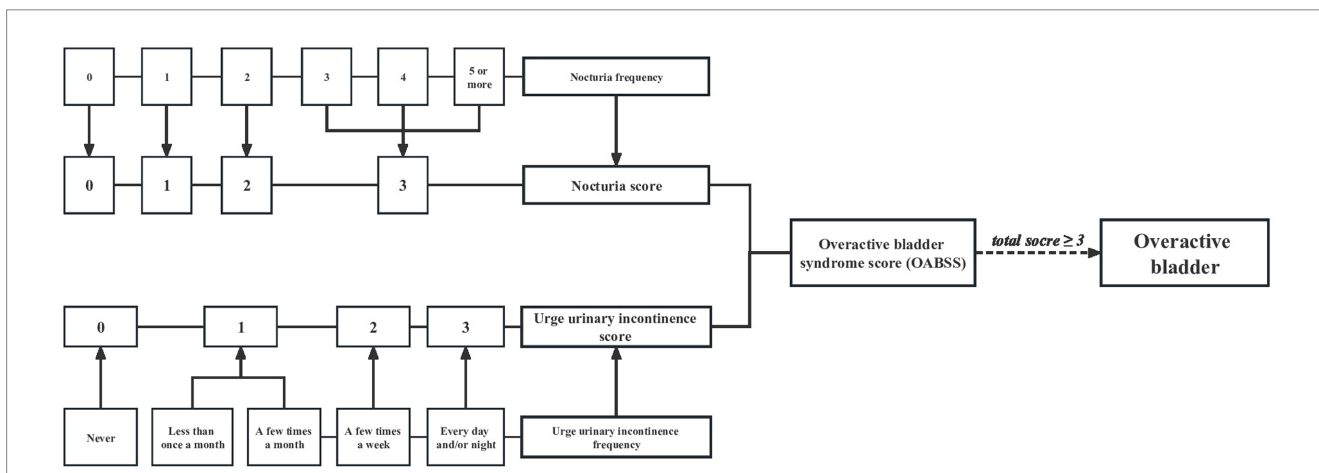 0
1
2
3
4
5 or
more
Nocturia frequency
0
1
2
3
Nocturia score
Overactive bladder
syndrome score (OABSS)
total socre ≥ 3
Overactive
bladder
0
1
2
3
Urge urinary incontinence
score
Never
Less than
once a month
A few times
a month
A few times
a week
Every day
and/or night
Urge urinary incontinence
frequency